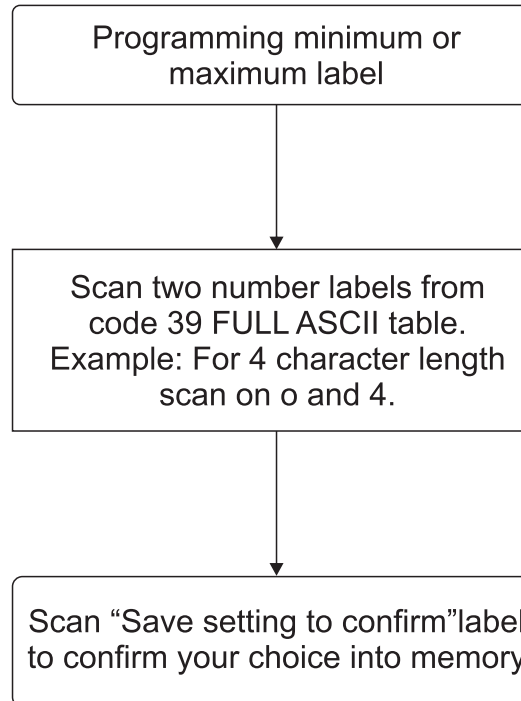 Programming minimum or
maximum label
Scan two number labels from
code 39 FULL ASCII table.
Example: For 4 character length
scan on o and 4.
Scan “Save setting to confirm”label
to confirm your choice into memory